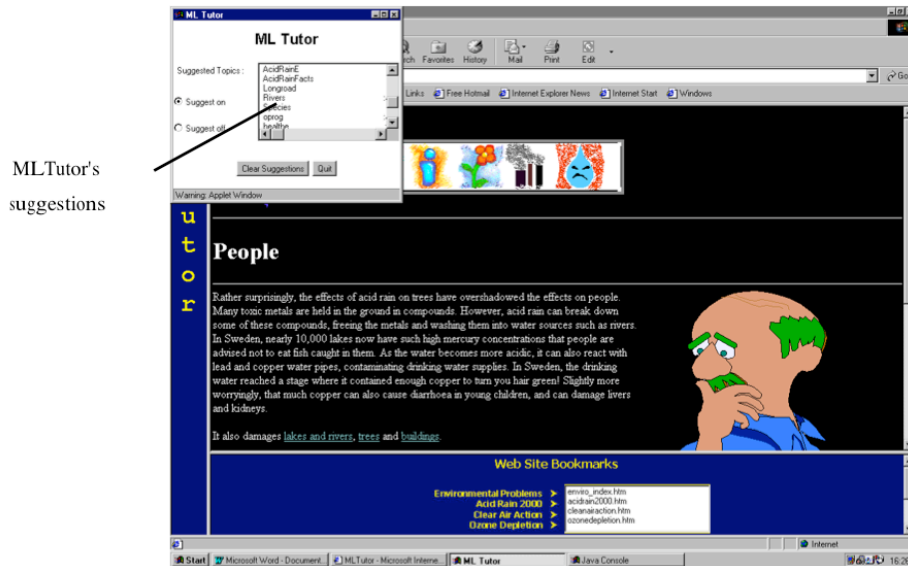 ML Tutor
ML Tutor
Suggested Topics :
AcidRainE
AcidRainFacts
Longroad
Rivers
Species
oprog
healthe
Suggest on
Suggest off
Clear Suggestions Quit
Warning: Applet Window
MLTutor's
suggestions
Favorites History Mail Print Edit
Go
Links Free Hotmail Internet Explorer News Internet Start Windows
u
t
o
r
People
Rather surprisingly, the effects of acid rain on trees have overshadowed the effects on people.
Many toxic metals are held in the ground in compounds. However, acid rain can break down
some of these compounds, freeing the metals and washing them into water sources such as rivers.
In Sweden, nearly 10,000 lakes now have such high mercury concentrations that people are
advised not to eat fish caught in them. As the water becomes more acidic, it can also react with
lead and copper water pipes, contaminating drinking water supplies. In Sweden, the drinking
water reached a stage where it contained enough copper to turn you hair green! Slightly more
worryingly, that much copper can also cause diarrhoea in young children, and can damage livers
and kidneys.
It also damages lakes and rivers, trees and buildings.
Web Site Bookmarks
Environmental Problems
Acid Rain 2000
Clear Air Action
Ozone Depletion
enviro_index.htm
acidrain2000.htm
cleanairaction.htm
ozonedepletion.htm
Internet
Start Microsoft Word - Document... MLTutor - Microsoft Interne... ML Tutor Java Console 16:26